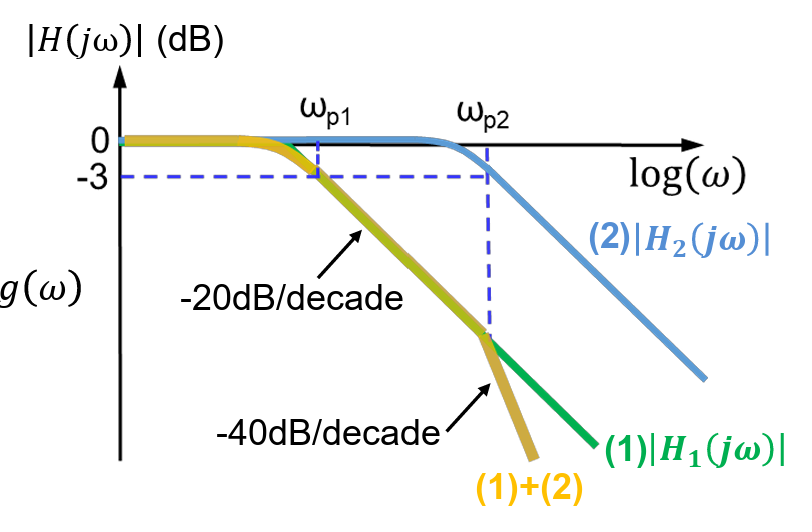 |H(jω)| (dB)
ωp1
ωp2
0
-3
log(ω)
(2)|H₂(jω)|
g(ω)
-20dB/decade
-40dB/decade
(1)|H₁(jω)|
(1)+(2)